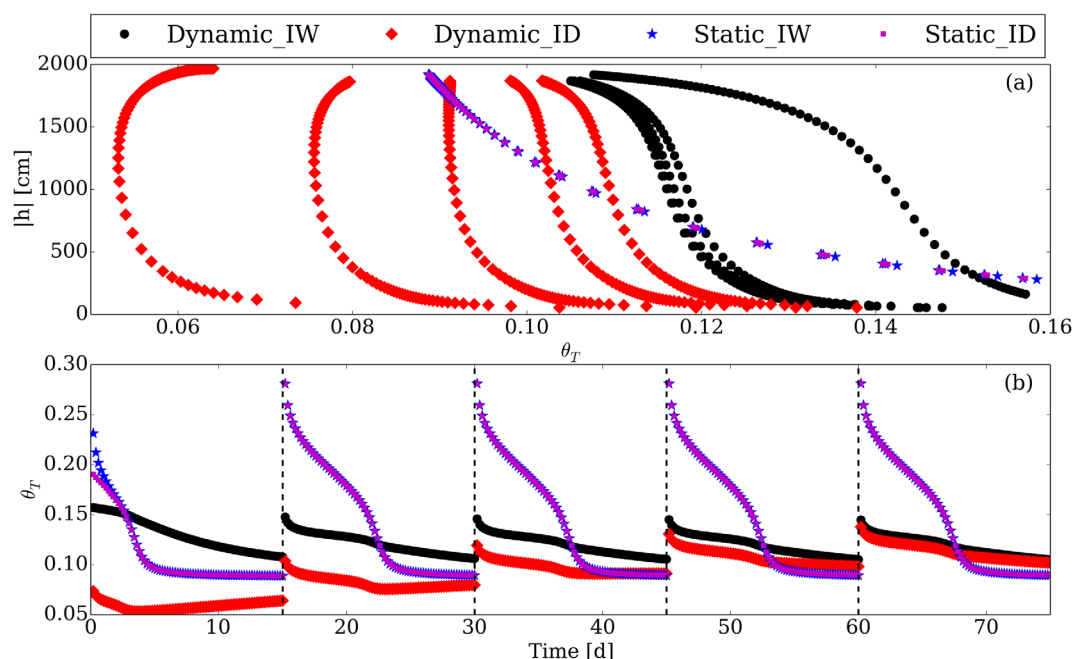 Dynamic_IW Dynamic_ID Static_IW Static_ID
2000
1500
1000
500
0
|h| [cm]
(a)
0.06 0.08 0.10 0.12 0.14 0.16
θ_T
0.30
0.25
0.20
0.15
0.10
0.05
θ_T
(b)
0 10 20 30 40 50 60 70
Time [d]